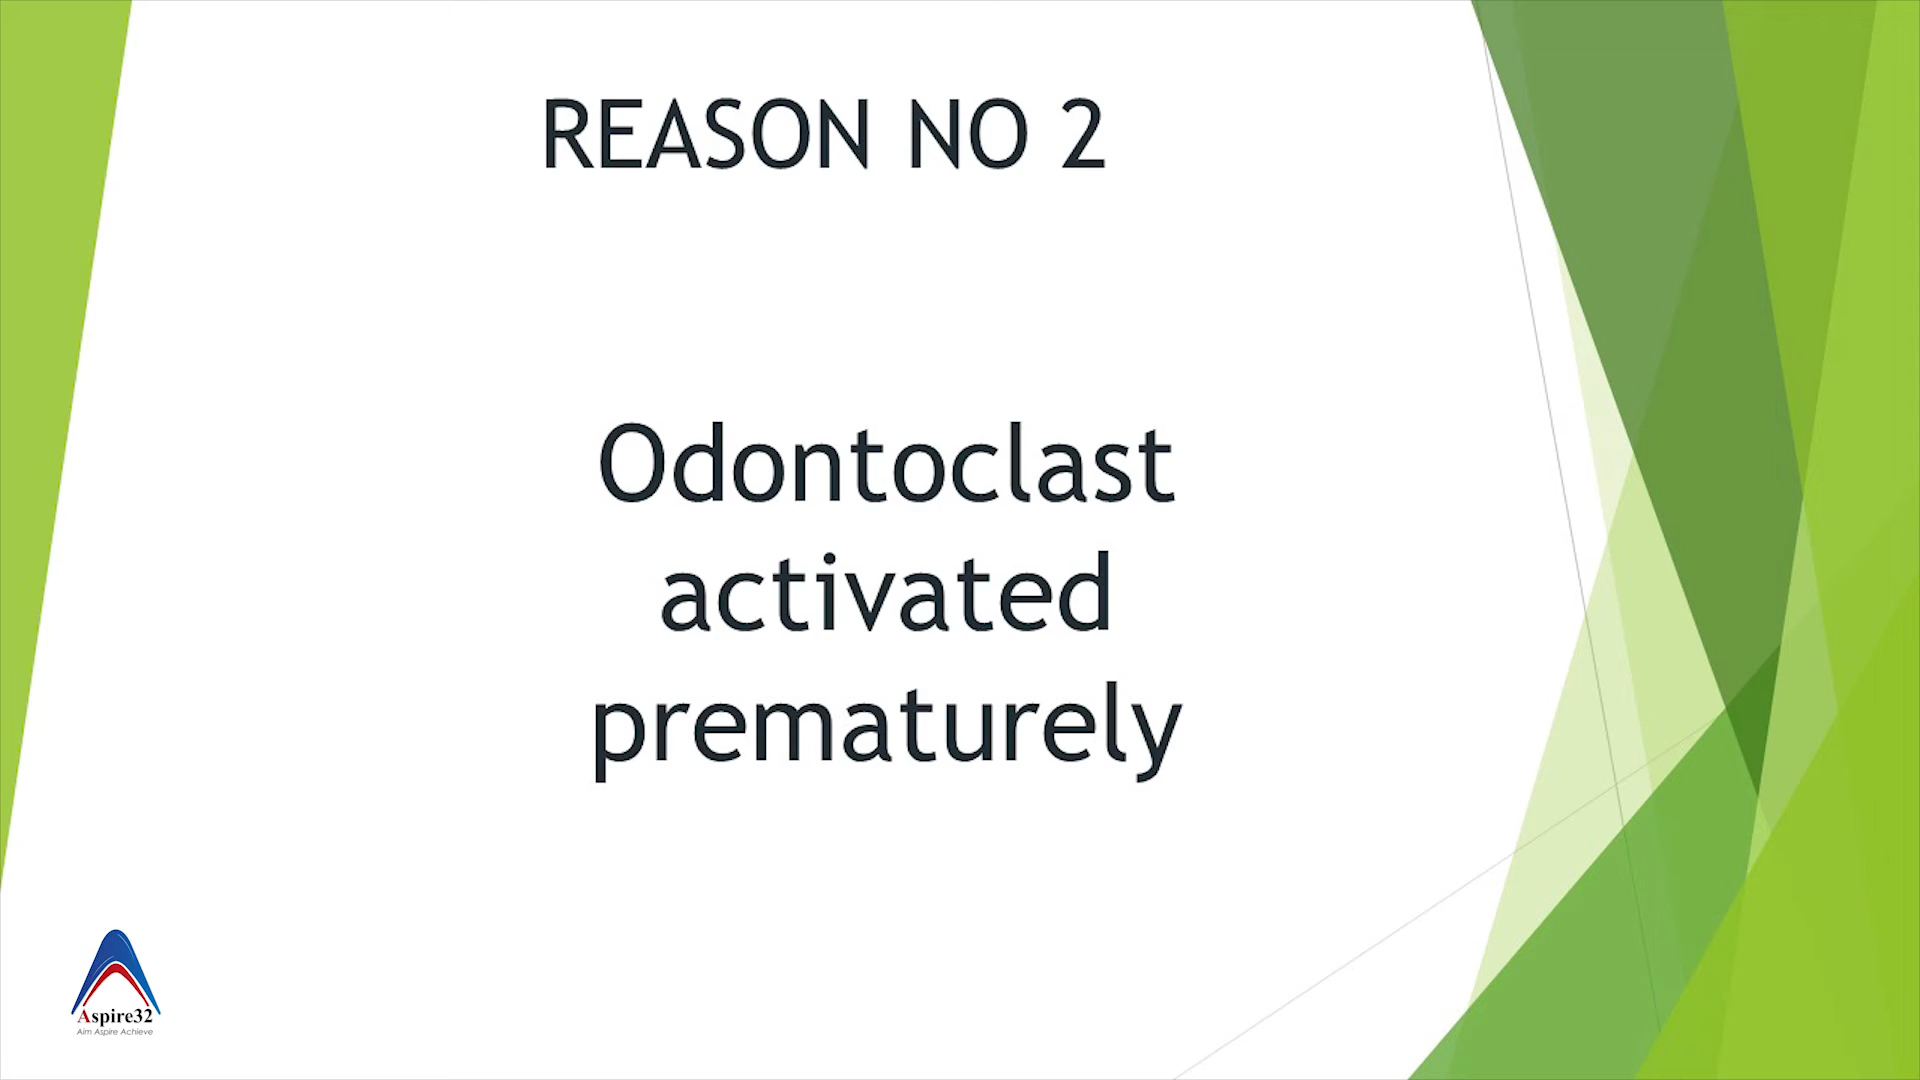 REASON NO 2
Odontoclast
activated
prematurely
Aspire32
Aim Aspire Achieve